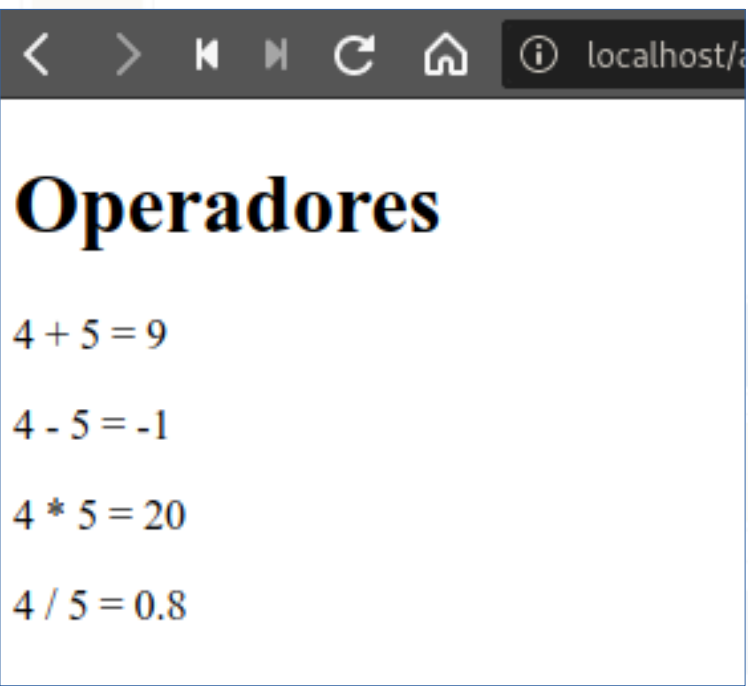 localhost/
Operadores
4 + 5 = 9
4 - 5 = -1
4 * 5 = 20
4 / 5 = 0.8